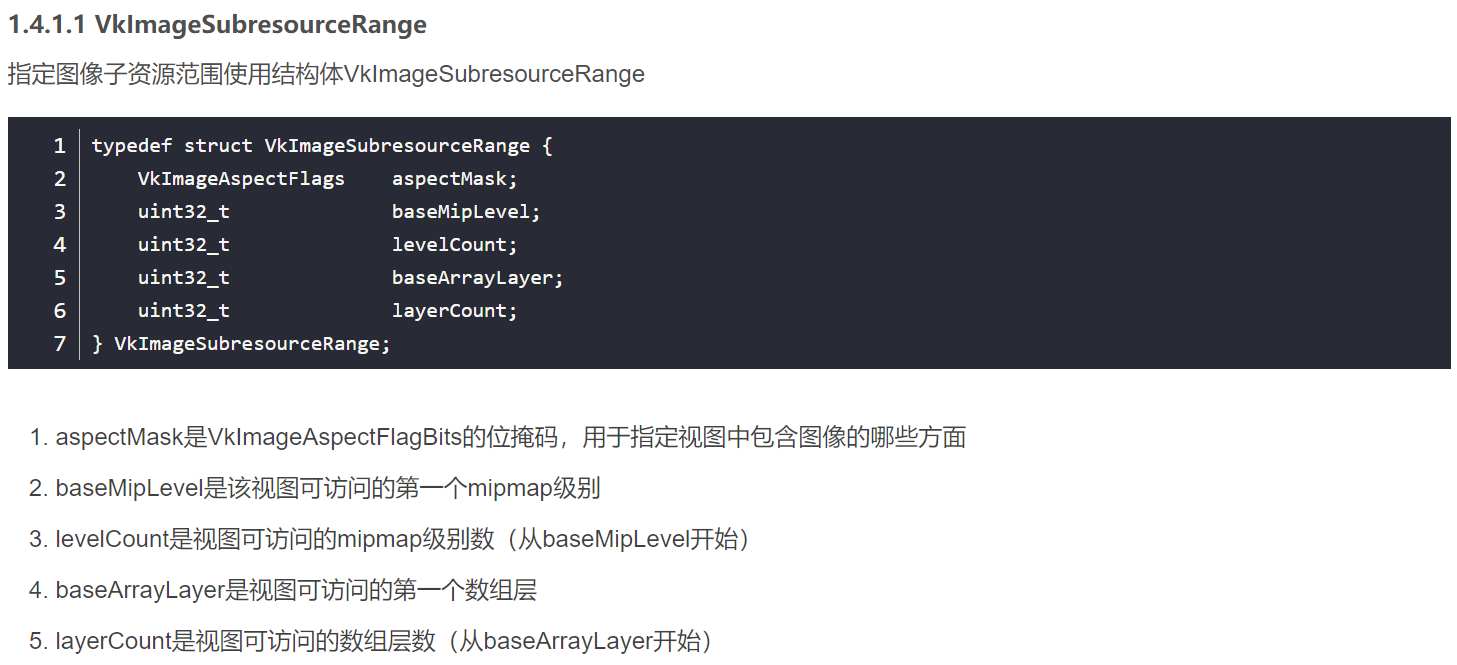 1.4.1.1 VkImageSubresourceRange
指定图像子资源范围使用结构体VkImageSubresourceRange
1 typedef struct VkImageSubresourceRange {
2     VkImageAspectFlags    aspectMask;
3     uint32_t              baseMipLevel;
4     uint32_t              levelCount;
5     uint32_t              baseArrayLayer;
6     uint32_t              layerCount;
7 } VkImageSubresourceRange;
1. aspectMask是VkImageAspectFlagBits的位掩码，用于指定视图中包含图像的哪些方面
2. baseMipLevel是该视图可访问的第一个mipmap级别
3. levelCount是视图可访问的mipmap级别数（从baseMipLevel开始）
4. baseArrayLayer是视图可访问的第一个数组层
5. layerCount是视图可访问的数组层数（从baseArrayLayer开始）